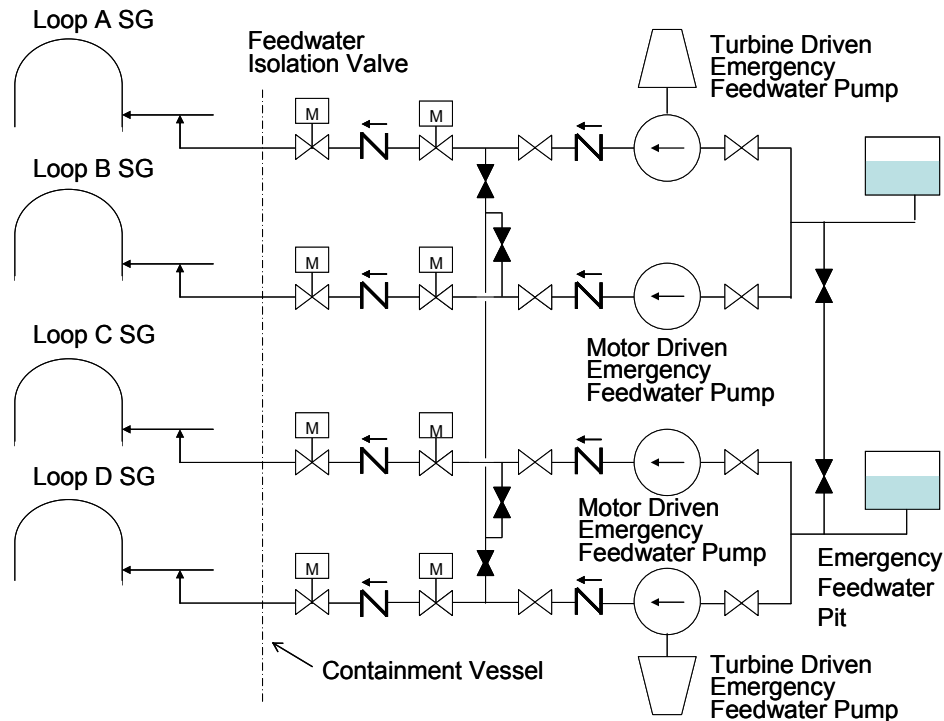 Loop A SG
Feedwater
Isolation Valve
Turbine Driven
Emergency
Feedwater Pump
M
M
Loop B SG
M
M
Motor Driven
Emergency
Feedwater Pump
Loop C SG
M
M
Motor Driven
Emergency
Feedwater Pump
Loop D SG
M
M
Emergency
Feedwater
Pit
Containment Vessel
Turbine Driven
Emergency
Feedwater Pump